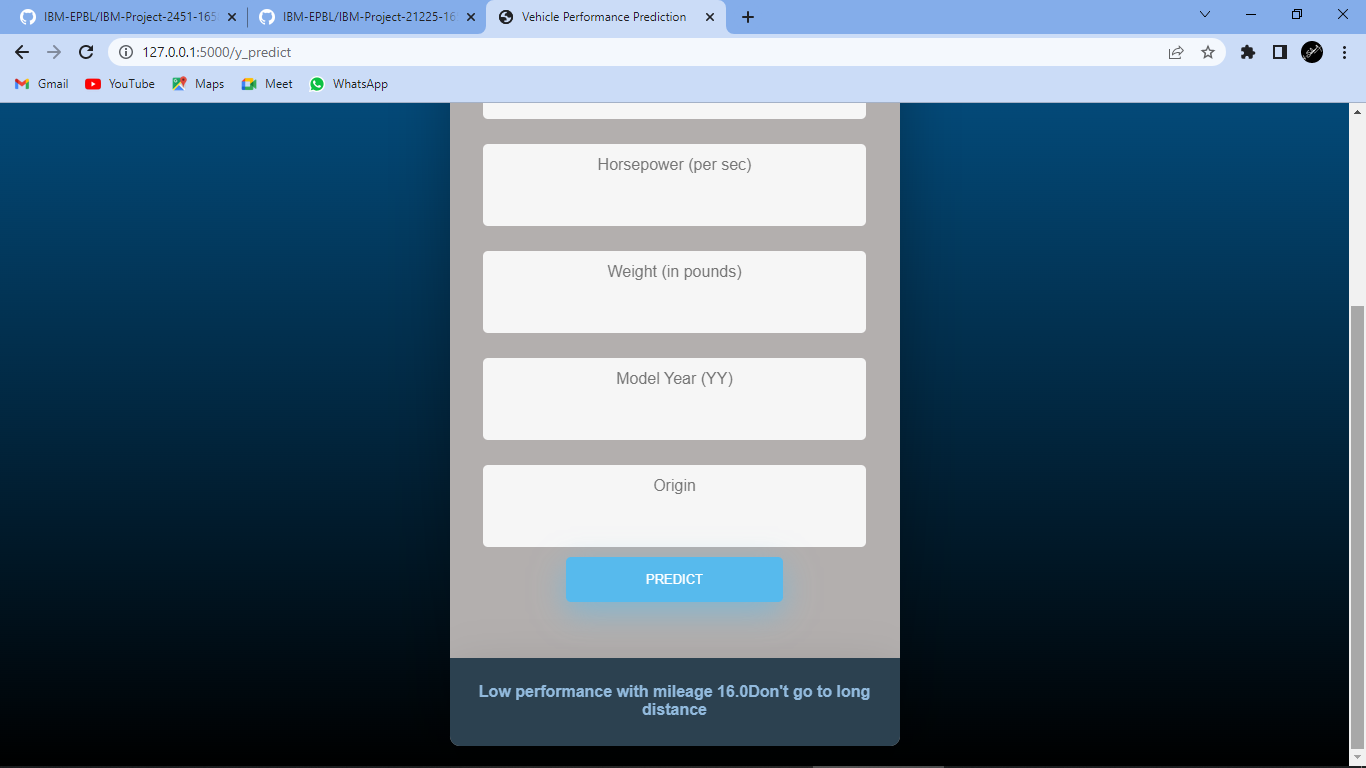 IBM-EPBL/IBM-Project-2451-165
IBM-EPBL/IBM-Project-21225-16
Vehicle Performance Prediction
127.0.0.1:5000/y_predict
Gmail
YouTube
Maps
Meet
WhatsApp
Horsepower (per sec)
Weight (in pounds)
Model Year (YY)
Origin
PREDICT
Low performance with mileage 16.0Don't go to long
distance